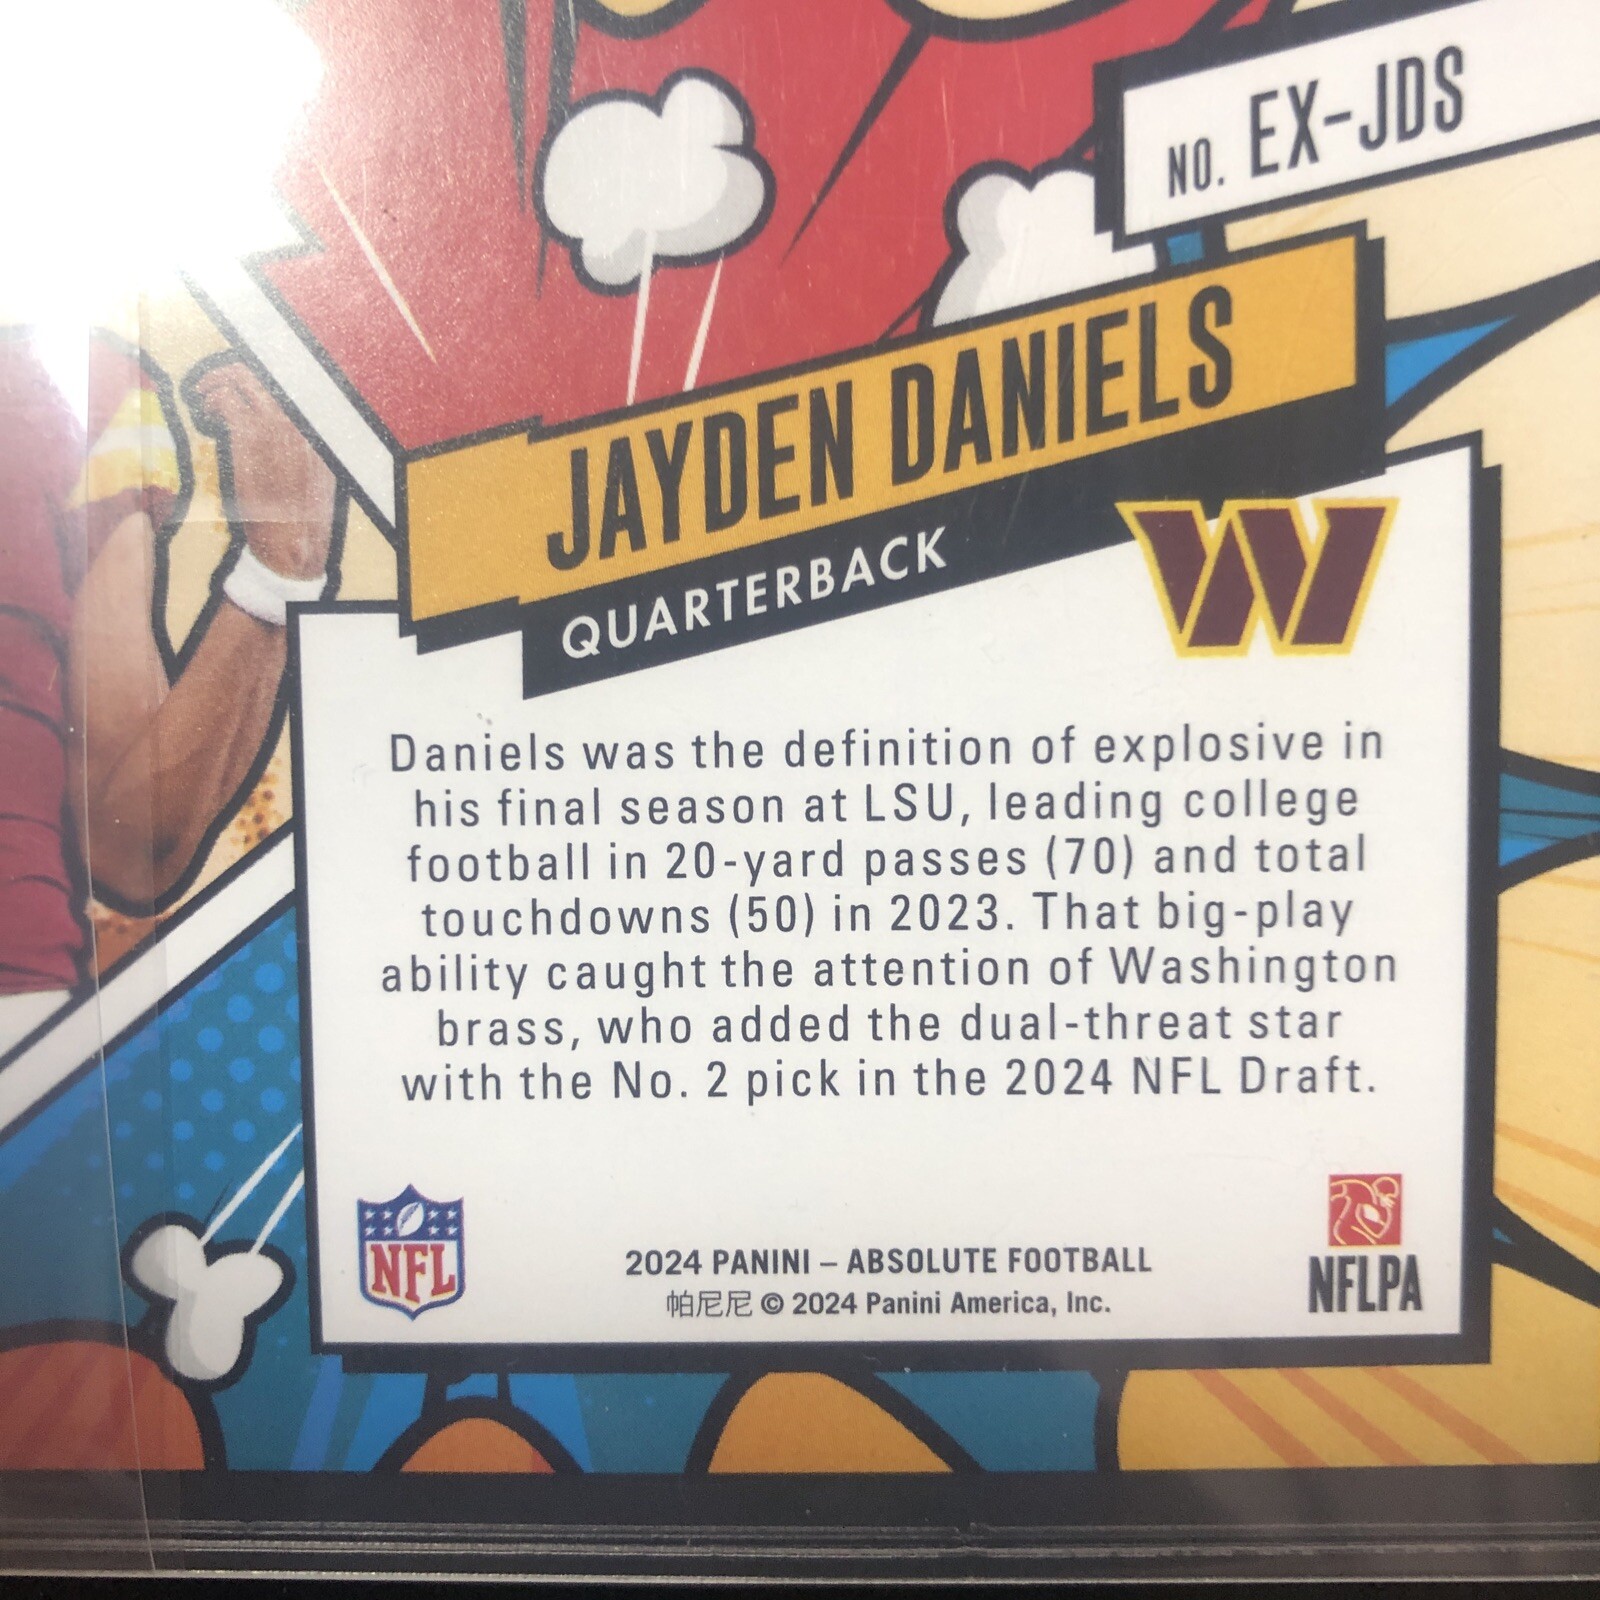 NO. EX-JDS
JAYDEN DANIELS
QUARTERBACK
W
Daniels was the definition of explosive in
his final season at LSU, leading college
football in 20-yard passes (70) and total
touchdowns (50) in 2023. That big-play
ability caught the attention of Washington
brass, who added the dual-threat star
with the No. 2 pick in the 2024 NFL Draft.
NFL
2024 PANINI – ABSOLUTE FOOTBALL
帕尼尼 © 2024 Panini America, Inc.
NFLPA